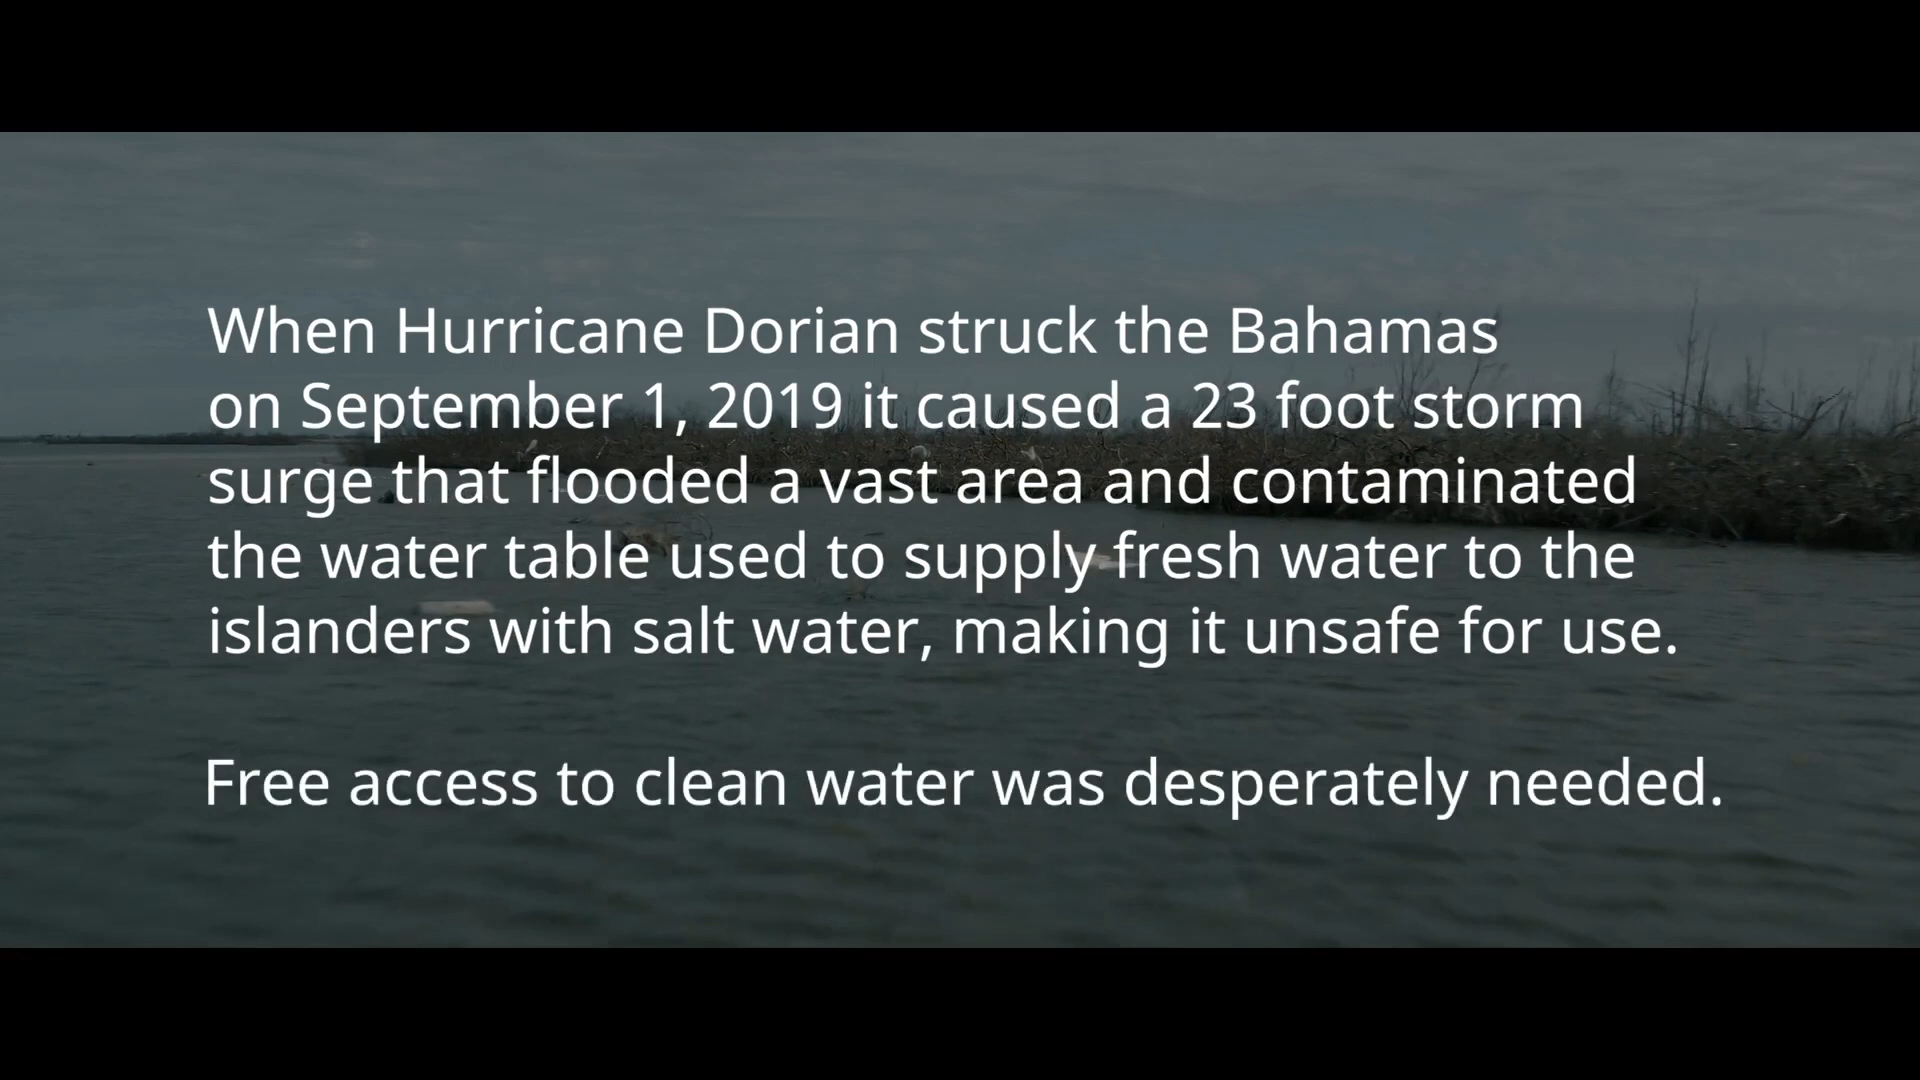 When Hurricane Dorian struck the Bahamas
on September 1, 2019 it caused a 23 foot storm
surge that flooded a vast area and contaminated
the water table used to supply fresh water to the
islanders with salt water, making it unsafe for use.
Free access to clean water was desperately needed.